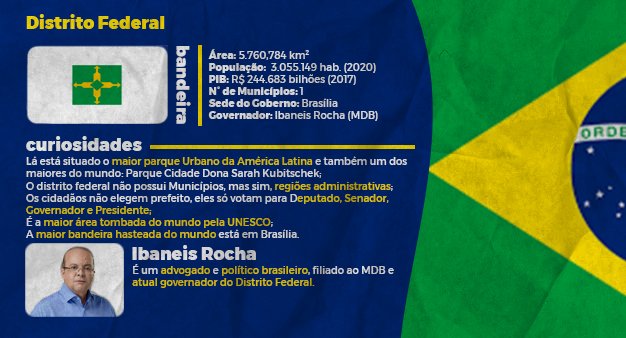 Distrito Federal
bandeira
Área: 5.760,784 km²
População: 3.055.149 hab. (2020)
PIB: R$ 244.683 bilhões (2017)
N° de Municípios: 1
Sede do Goberno: Brasília
Governador: Ibaneis Rocha (MDB)
curiosidades
Lá está situado o maior parque Urbano da América Latina e também um dos
maiores do mundo: Parque Cidade Dona Sarah Kubitschek;
O distrito federal não possui Municípios, mas sim, regiões administrativas;
Os cidadãos não elegem prefeito, eles só votam para Deputado, Senador,
Governador e Presidente;
É a maior área tombada do mundo pela UNESCO;
A maior bandeira hasteada do mundo está em Brasília.
Ibaneis Rocha
É um advogado e político brasileiro, filiado ao MDB e
atual governador do Distrito Federal.
ORDE